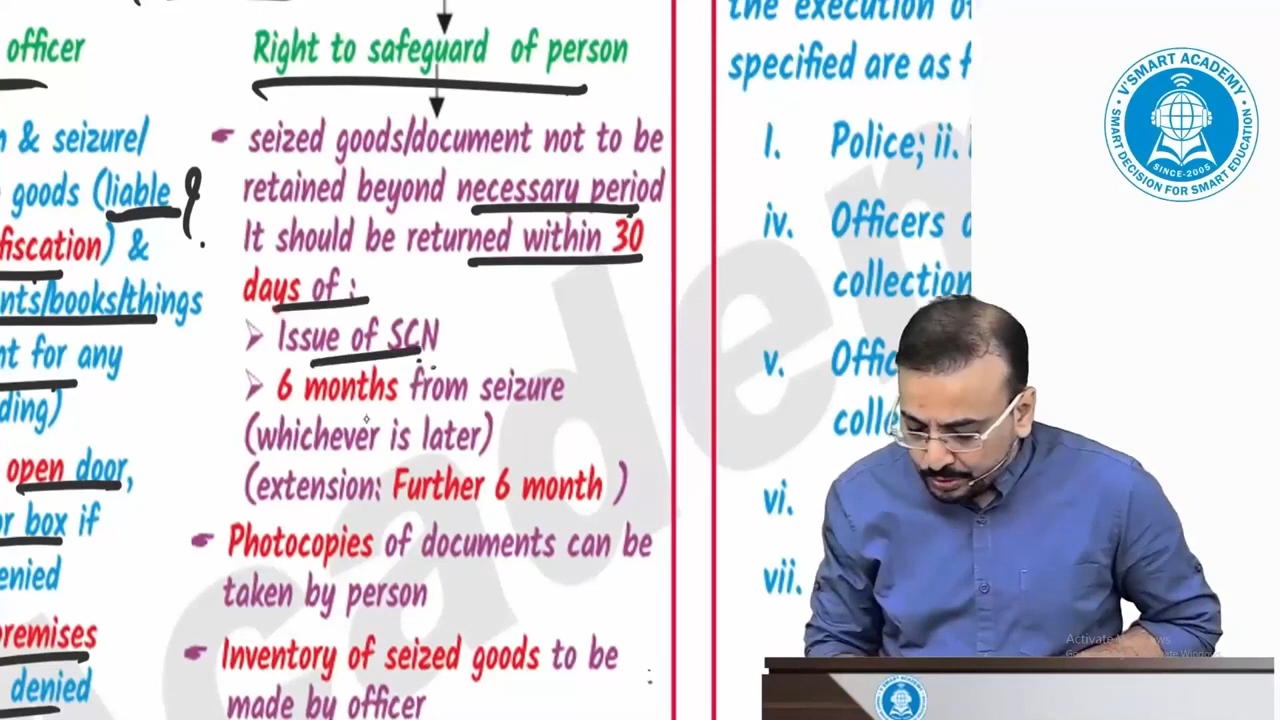 officer
n & seizure/
goods (liable
fiscation) &
nts/books/things
nt for any
ding)
open door,
or box if
enied
premises
denied
Right to safeguard of person
seized goods/document not to be
retained beyond necessary period
It should be returned within 30
days of :
Issue of SCN
6 months from seizure
(whichever is later)
(extension: Further 6 month )
Photocopies of documents can be
taken by person
Inventory of seized goods to be
made by officer
the execution of
specified are as f
I. Police; ii.
iv. Officers
collection
v. Offic
colle
vi.
vii.
V'SMART ACADEMY
SINCE-2005
SMART DECISION FOR SMART EDUCATION
Activate